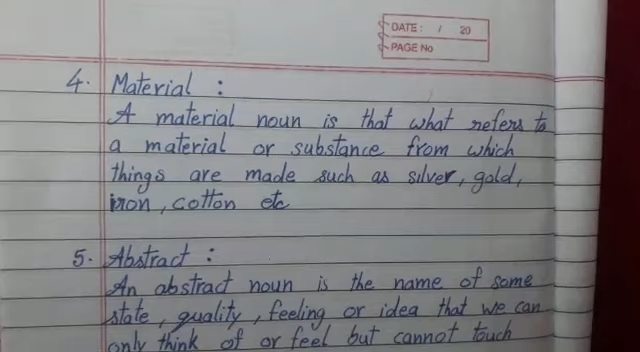 DATE: / 20
PAGE No
4. Material :
A material noun is that what refers to
a material or substance from which
things are made such as silver, gold,
iron, cotton etc
5. Abstract :
An abstract noun is the name of some
state, quality, feeling or idea that we can
only think of or feel but cannot touch